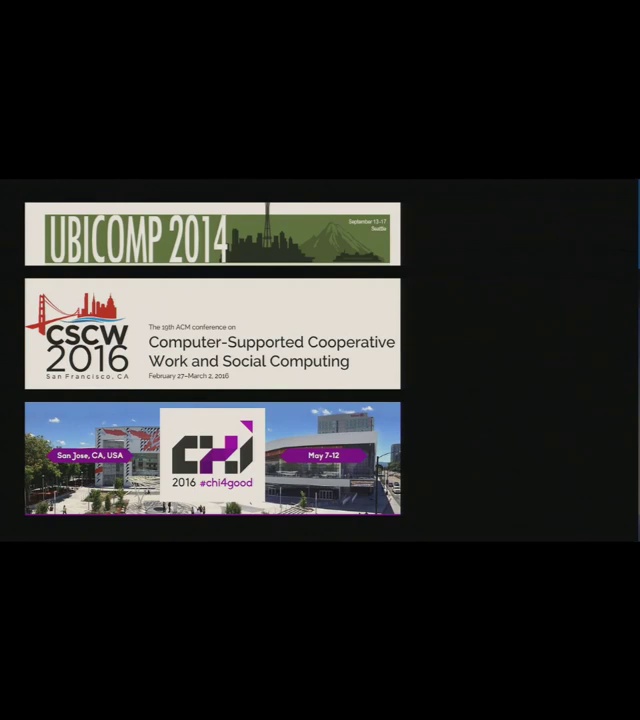 UBICOMP 2014
September 13-17
Seattle
CSCW
2016
San Francisco, CA
The 19th ACM conference on
Computer-Supported Cooperative
Work and Social Computing
February 27–March 2, 2016
San Jose, CA, USA
CHI
2016 #chi4good
May 7-12